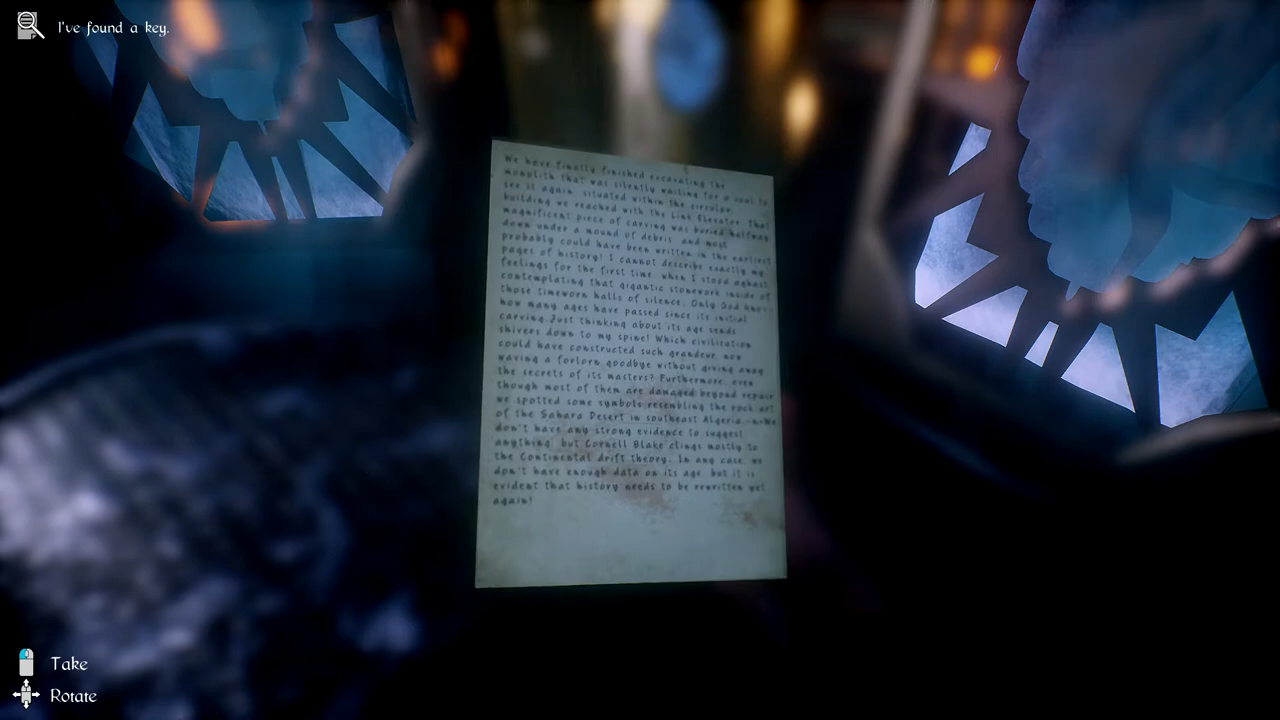 I've found a key.
We have finally finished excavating the
monolith that was silently waiting for a soul to
see it again, situated within the circular
building we reached with the Link Elevator. That
magnificent piece of carving was buried halfway
down under a mound of debris, and most
probably could have been written in the earliest
pages of history! I cannot describe exactly my
feelings for the first time, when I stood aghast
contemplating that gigantic stonework inside of
those timeworn halls of silence. Only God knows
how many ages have passed since its initial
carving. Just thinking about its age sends
shivers down to my spine! Which civilization
could have constructed such grandeur, now
waving a forlorn goodbye without giving away
the secrets of its masters? Furthermore, even
though most of them are damaged beyond repair
we spotted some symbols resembling the rock art
of the Sahara Desert in southeast Algeria. We
don't have any strong evidence to suggest
anything, but Cornell Blake clings mostly to
the Continental drift theory. In any case, we
don't have enough data on its age, but it is
evident that history needs to be rewritten yet
again!
Take
Rotate